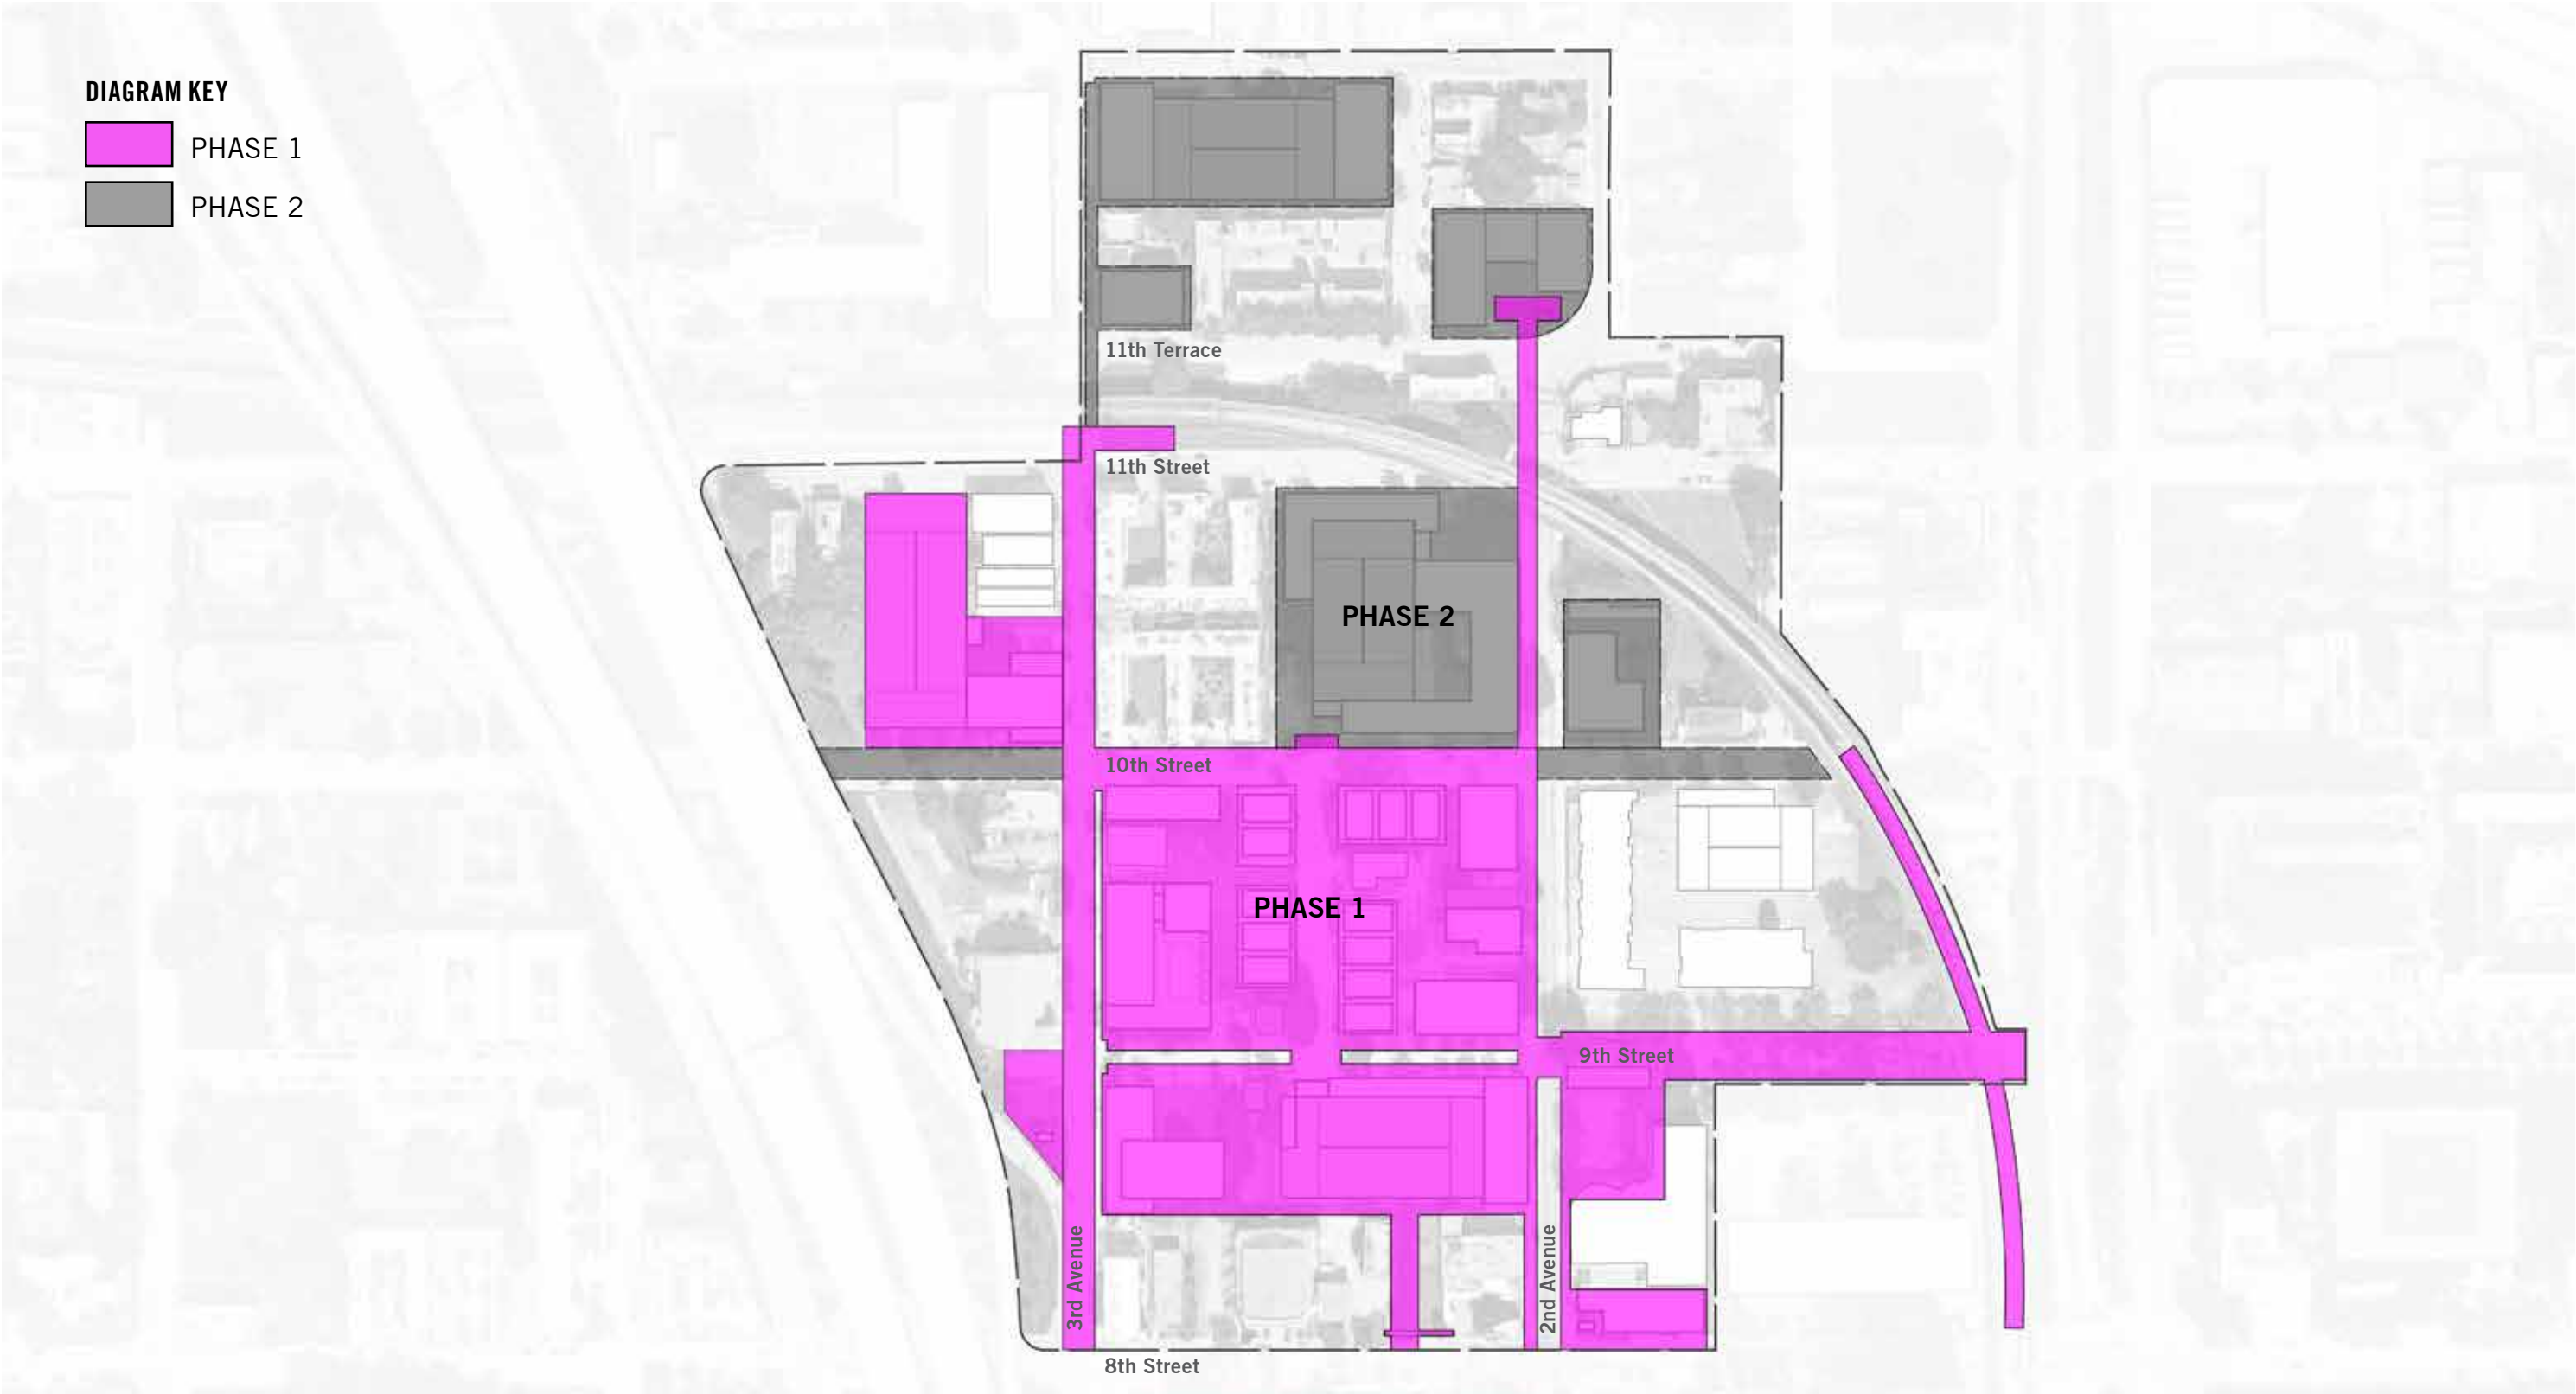 DIAGRAM KEY
PHASE 1
PHASE 2
11th Terrace
11th Street
PHASE 2
10th Street
PHASE 1
9th Street
3rd Avenue
2nd Avenue
8th Street